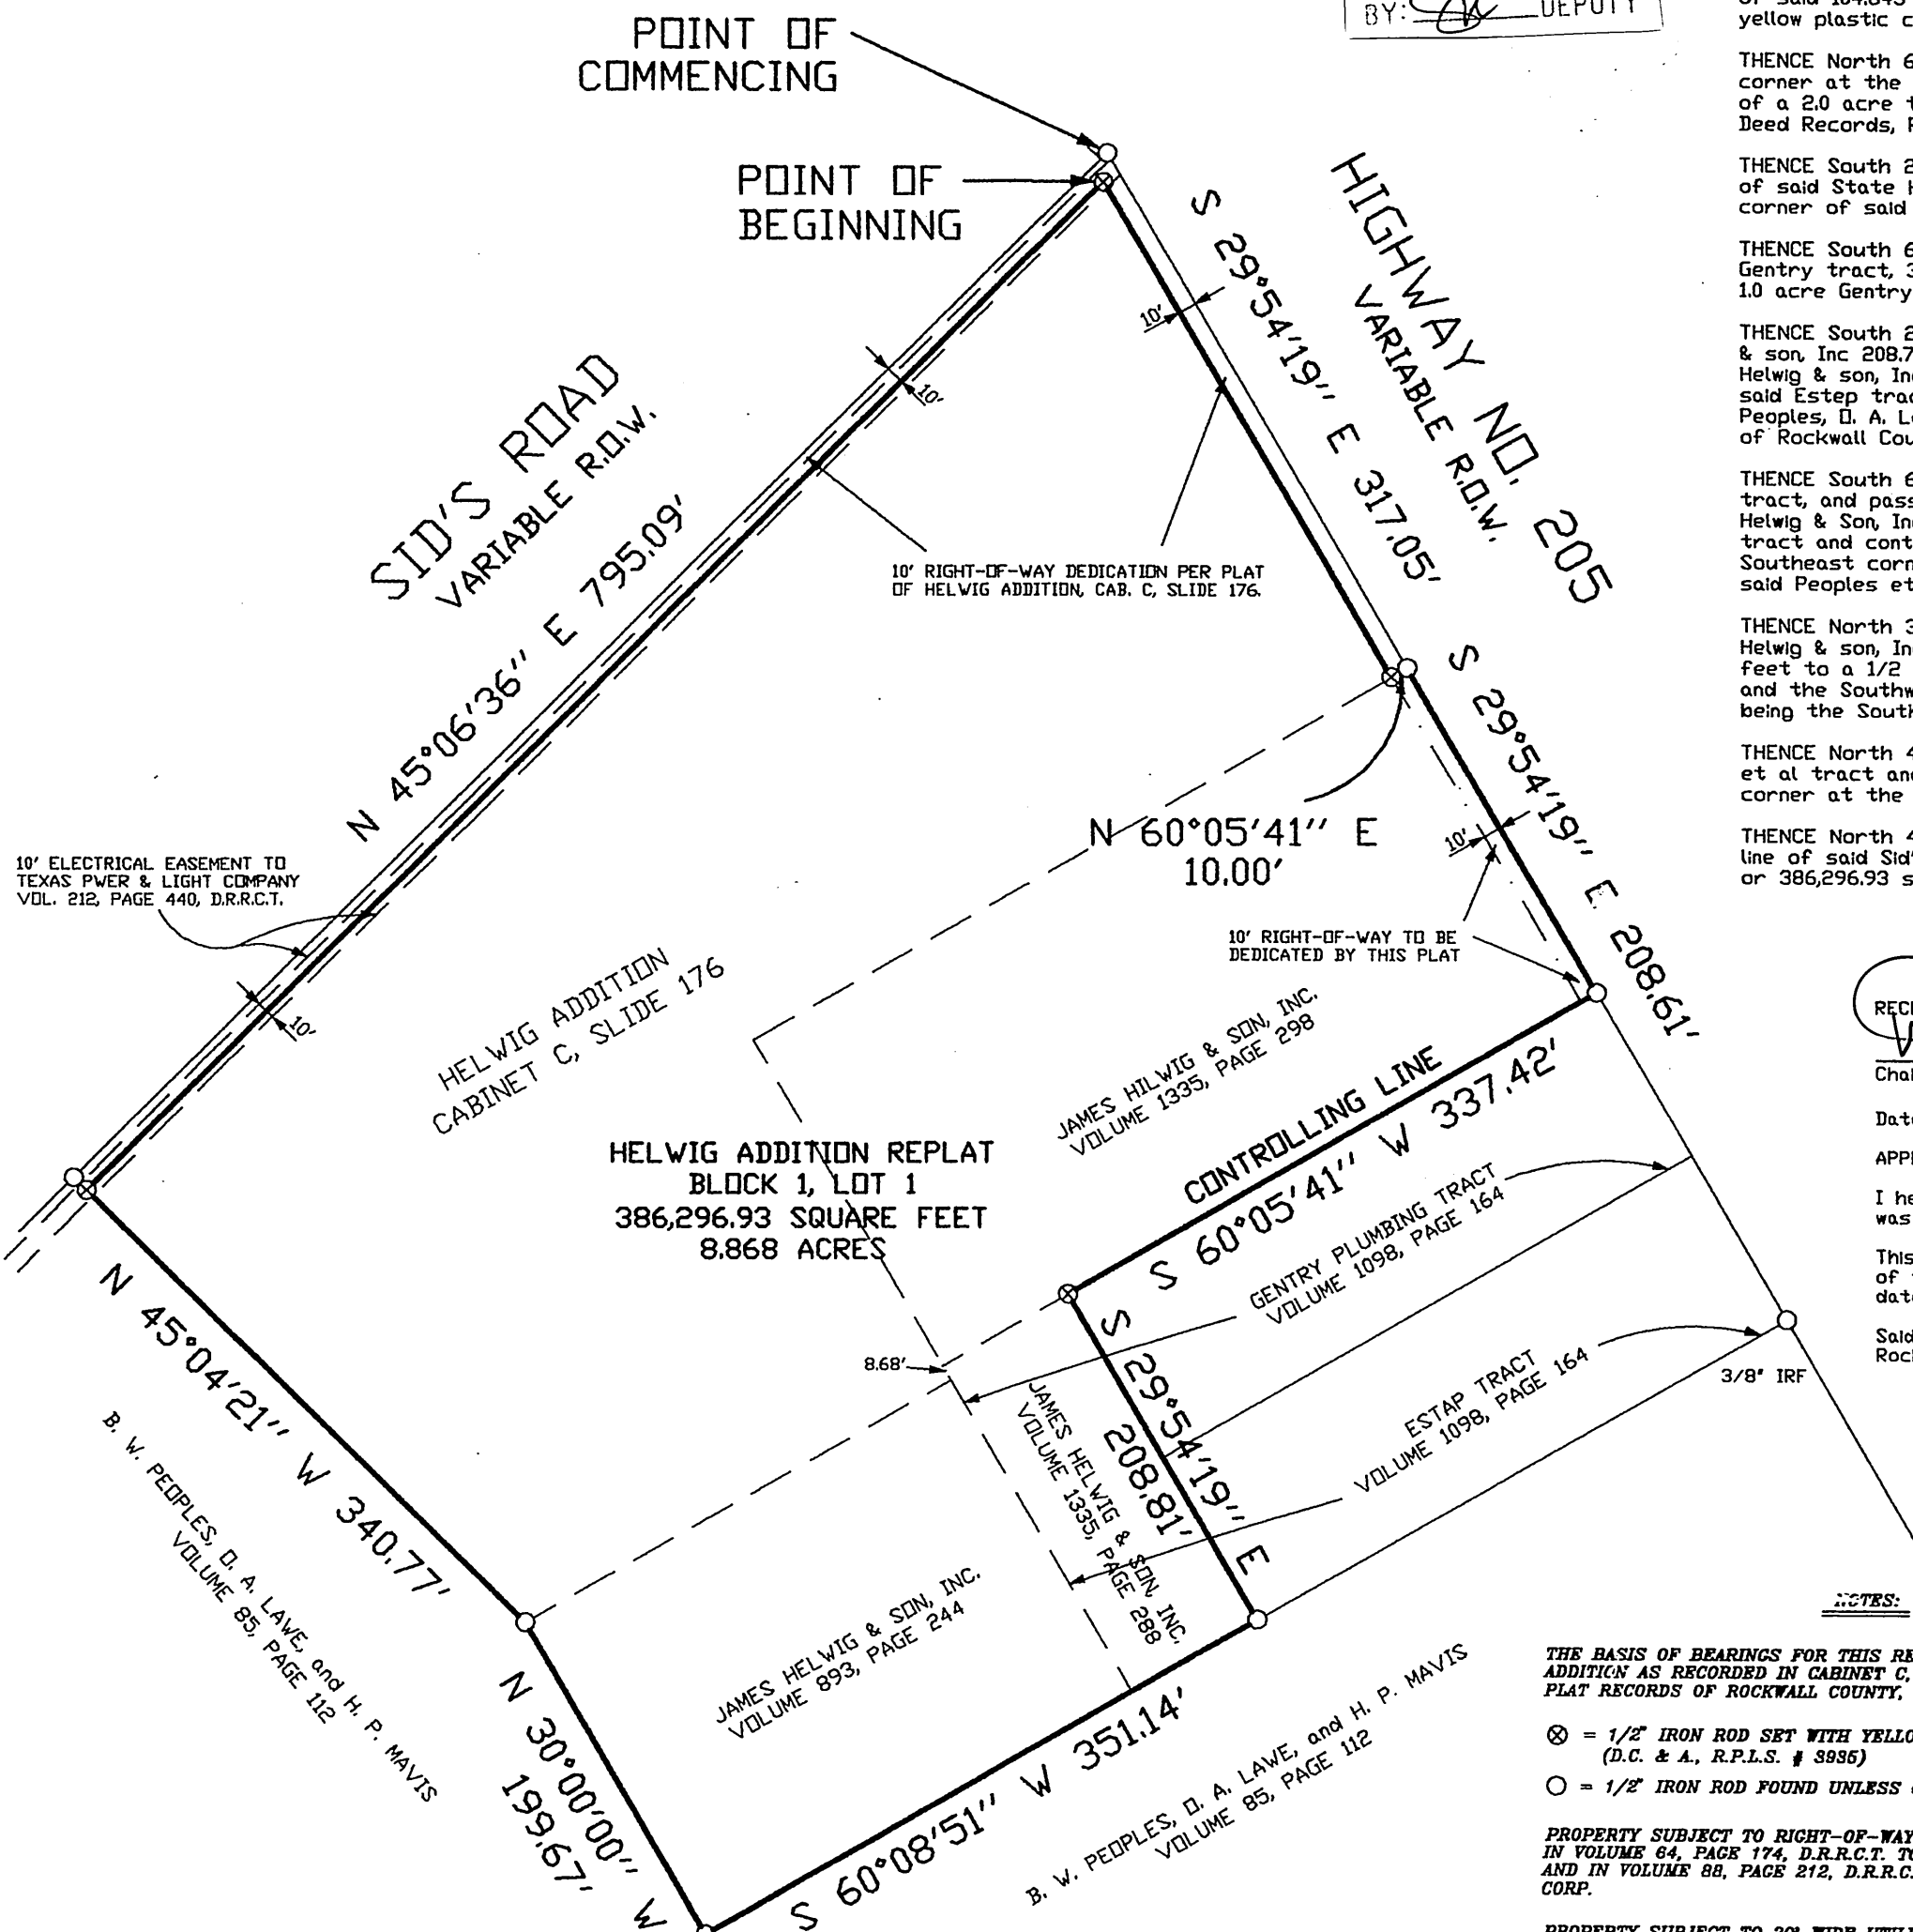 BY: DEPUTY
POINT OF
COMMENCING
POINT OF
BEGINNING
HIGHWAY NO. 205
VARIABLE R.O.W.
S 29°54'19" E 317.05'
10'
10'
SID'S ROAD
VARIABLE R.O.W.
N 45°06'36" E 795.09'
10' RIGHT-OF-WAY DEDICATION PER PLAT
OF HELWIG ADDITION, CAB. C, SLIDE 176.
S 29°54'19" E 208.61'
N 60°05'41" E
10.00'
10'
10' ELECTRICAL EASEMENT TO
TEXAS PWER & LIGHT COMPANY
VOL. 212, PAGE 440, D.R.R.C.T.
10'
10' RIGHT-OF-WAY TO BE
DEDICATED BY THIS PLAT
HELWIG ADDITION
CABINET C, SLIDE 176
JAMES HILWIG & SON, INC.
VOLUME 1335, PAGE 298
CONTROLLING LINE
S 60°05'41" W 337.42'
HELWIG ADDITION REPLAT
BLOCK 1, LOT 1
386,296.93 SQUARE FEET
8.868 ACRES
GENTRY PLUMBING TRACT
VOLUME 1098, PAGE 164
8.68'
S 29°54'19" E
208.81'
JAMES HELWIG & SON, INC.
VOLUME 1335, PAGE 288
ESTAP TRACT
VOLUME 1098, PAGE 164
3/8" IRF
N 45°04'21" W 340.77'
B. W. PEOPLES, O. A. LAWE, and H. P. MAVIS
VOLUME 85, PAGE 112
JAMES HELWIG & SON, INC.
VOLUME 893, PAGE 244
N 30°00'00" W
199.67'
S 60°08'51" W 351.14'
B. W. PEOPLES, O. A. LAWE, and H. P. MAVIS
VOLUME 85, PAGE 112
yellow plastic c
THENCE North 6
corner at the
of a 2.0 acre t
Deed Records,
THENCE South 2
of said State
corner of said
THENCE South 6
Gentry tract, 3
1.0 acre Gentry
THENCE South 2
& son, Inc 208.7
Helwig & son, In
said Estep tra
Peoples, O. A. L
of Rockwall Cou
THENCE South 6
tract, and pass
Helwig & Son, In
tract and cont
Southeast corn
said Peoples et
THENCE North 3
Helwig & son, In
feet to a 1/2
and the Southw
being the South
THENCE North 4
et al tract an
corner at the
THENCE North 4
line of said Sid'
or 386,296.93 s
REC
Cha
Dat
APP
I he
was
This
of
dat
Said
Roc
NOTES:
THE BASIS OF BEARINGS FOR THIS RE
ADDITION AS RECORDED IN CABINET C,
PLAT RECORDS OF ROCKWALL COUNTY,
⊗ = 1/2" IRON ROD SET WITH YELLO
(D.C. & A., R.P.L.S. # 3935)
○ = 1/2" IRON ROD FOUND UNLESS
PROPERTY SUBJECT TO RIGHT-OF-WAY
IN VOLUME 64, PAGE 174, D.R.R.C.T. TO
AND IN VOLUME 88, PAGE 212, D.R.R.C.
CORP.